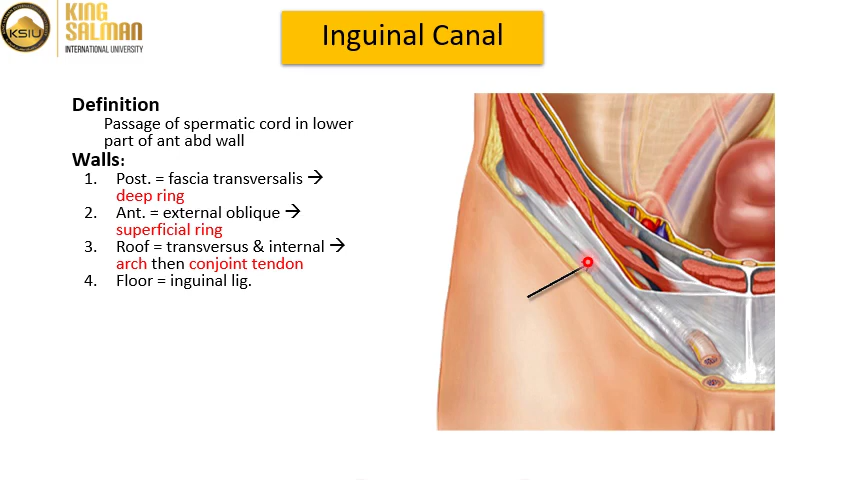 KSIU
KING
SALMAN
INTERNATIONAL UNIVERSITY
Inguinal Canal
Definition
Passage of spermatic cord in lower
part of ant abd wall
Walls:
1. Post. = fascia transversalis →
deep ring
2. Ant. = external oblique →
superficial ring
3. Roof = transversus & internal →
arch then conjoint tendon
4. Floor = inguinal lig.